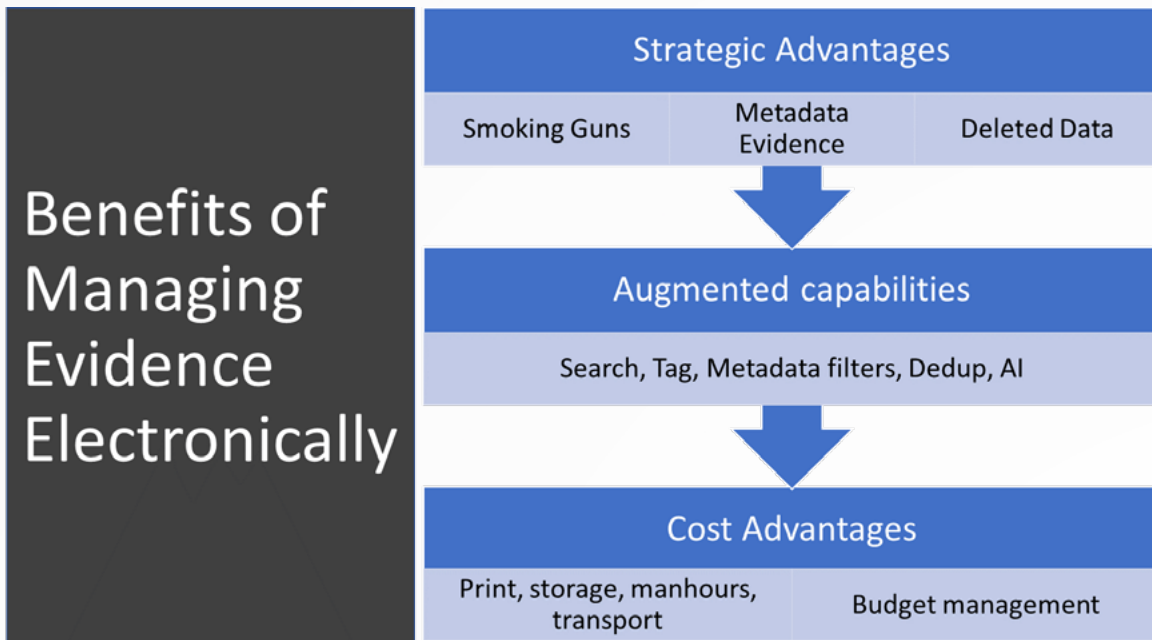 Benefits of
Managing
Evidence
Electronically
Strategic Advantages
Smoking Guns
Metadata
Evidence
Deleted Data
Augmented capabilities
Search, Tag, Metadata filters, Dedup, AI
Cost Advantages
Print, storage, manhours,
transport
Budget management